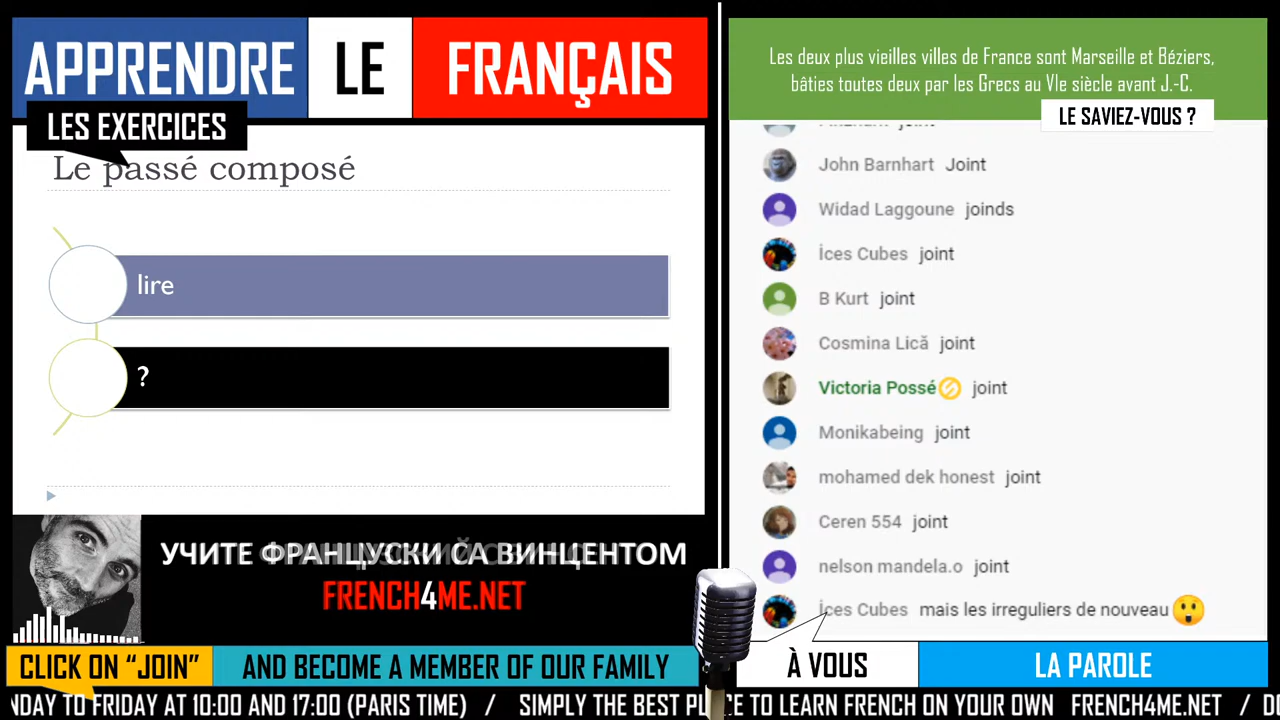 APPRENDRE LE FRANÇAIS
LES EXERCICES
Le passé composé
lire
?
УЧИТЕ ФРАНЦУСКИ СА ВИНЦЕНТОМ
FRENCH4ME.NET
CLICK ON “JOIN” AND BECOME A MEMBER OF OUR FAMILY
Les deux plus vieilles villes de France sont Marseille et Béziers,
bâties toutes deux par les Grecs au VIe siècle avant J.-C.
LE SAVIEZ-VOUS ?
joint
John Barnhart Joint
Widad Laggoune joinds
İces Cubes joint
B Kurt joint
Cosmina Lică joint
Victoria Possé joint
Monikabeing joint
mohamed dek honest joint
Ceren 554 joint
nelson mandela.o joint
İces Cubes mais les irreguliers de nouveau😲
À VOUS LA PAROLE
NDAY TO FRIDAY AT 10:00 AND 17:00 (PARIS TIME) / SIMPLY THE BEST PL CE TO LEARN FRENCH ON YOUR OWN FRENCH4ME.NET / D